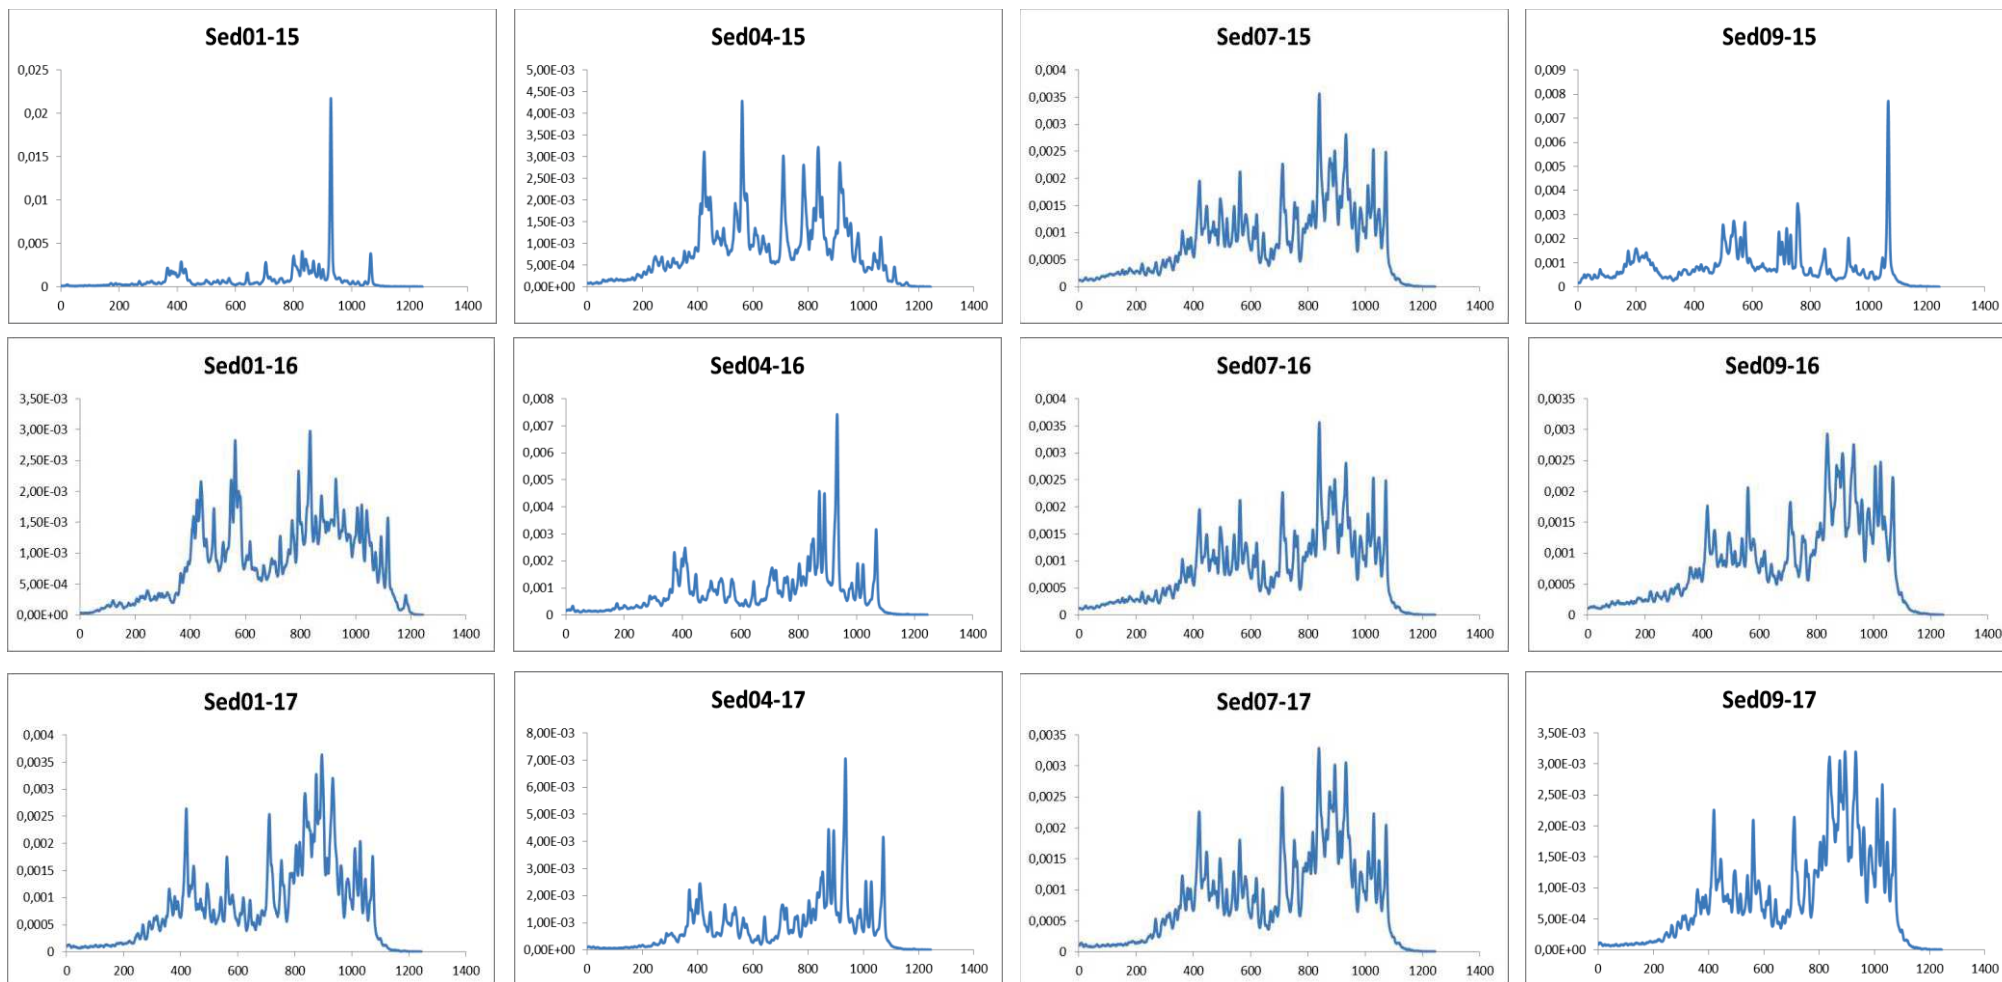 Sed01-15
0,025
0,02
0,015
0,01
0,005
0
0 200 400 600 800 1000 1200 1400
Sed04-15
5,00E-03
4,50E-03
4,00E-03
3,50E-03
3,00E-03
2,50E-03
2,00E-03
1,50E-03
1,00E-03
5,00E-04
0,00E+00
0 200 400 600 800 1000 1200 1400
Sed07-15
0,004
0,0035
0,003
0,0025
0,002
0,0015
0,001
0,0005
0
0 200 400 600 800 1000 1200 1400
Sed09-15
0,009
0,008
0,007
0,006
0,005
0,004
0,003
0,002
0,001
0
0 200 400 600 800 1000 1200 1400
Sed01-16
3,50E-03
3,00E-03
2,50E-03
2,00E-03
1,50E-03
1,00E-03
5,00E-04
0,00E+00
0 200 400 600 800 1000 1200 1400
Sed04-16
0,008
0,007
0,006
0,005
0,004
0,003
0,002
0,001
0
0 200 400 600 800 1000 1200 1400
Sed07-16
0,004
0,0035
0,003
0,0025
0,002
0,0015
0,001
0,0005
0
0 200 400 600 800 1000 1200 1400
Sed09-16
0,0035
0,003
0,0025
0,002
0,0015
0,001
0,0005
0
0 200 400 600 800 1000 1200 1400
Sed01-17
0,004
0,0035
0,003
0,0025
0,002
0,0015
0,001
0,0005
0
0 200 400 600 800 1000 1200 1400
Sed04-17
8,00E-03
7,00E-03
6,00E-03
5,00E-03
4,00E-03
3,00E-03
2,00E-03
1,00E-03
0,00E+00
0 200 400 600 800 1000 1200 1400
Sed07-17
0,0035
0,003
0,0025
0,002
0,0015
0,001
0,0005
0
0 200 400 600 800 1000 1200 1400
Sed09-17
3,50E-03
3,00E-03
2,50E-03
2,00E-03
1,50E-03
1,00E-03
5,00E-04
0,00E+00
0 200 400 600 800 1000 1200 1400